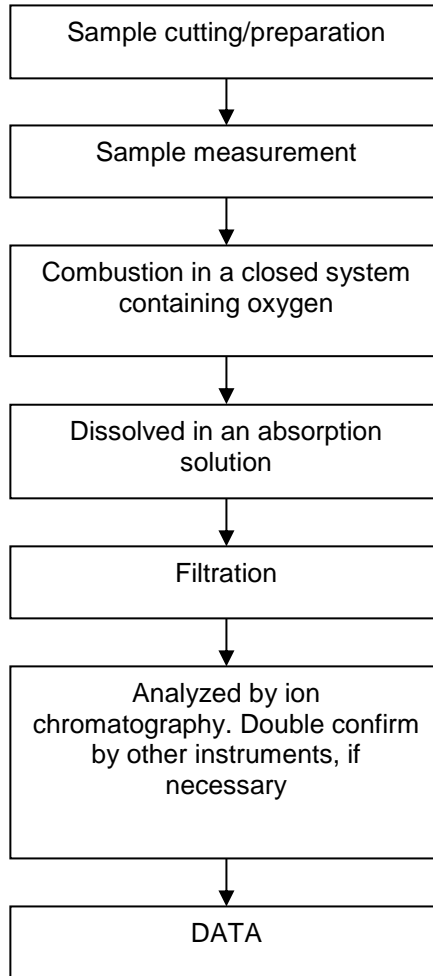 Sample cutting/preparation
Sample measurement
Combustion in a closed system
containing oxygen
Dissolved in an absorption
solution
Filtration
Analyzed by ion
chromatography. Double confirm
by other instruments, if
necessary
DATA